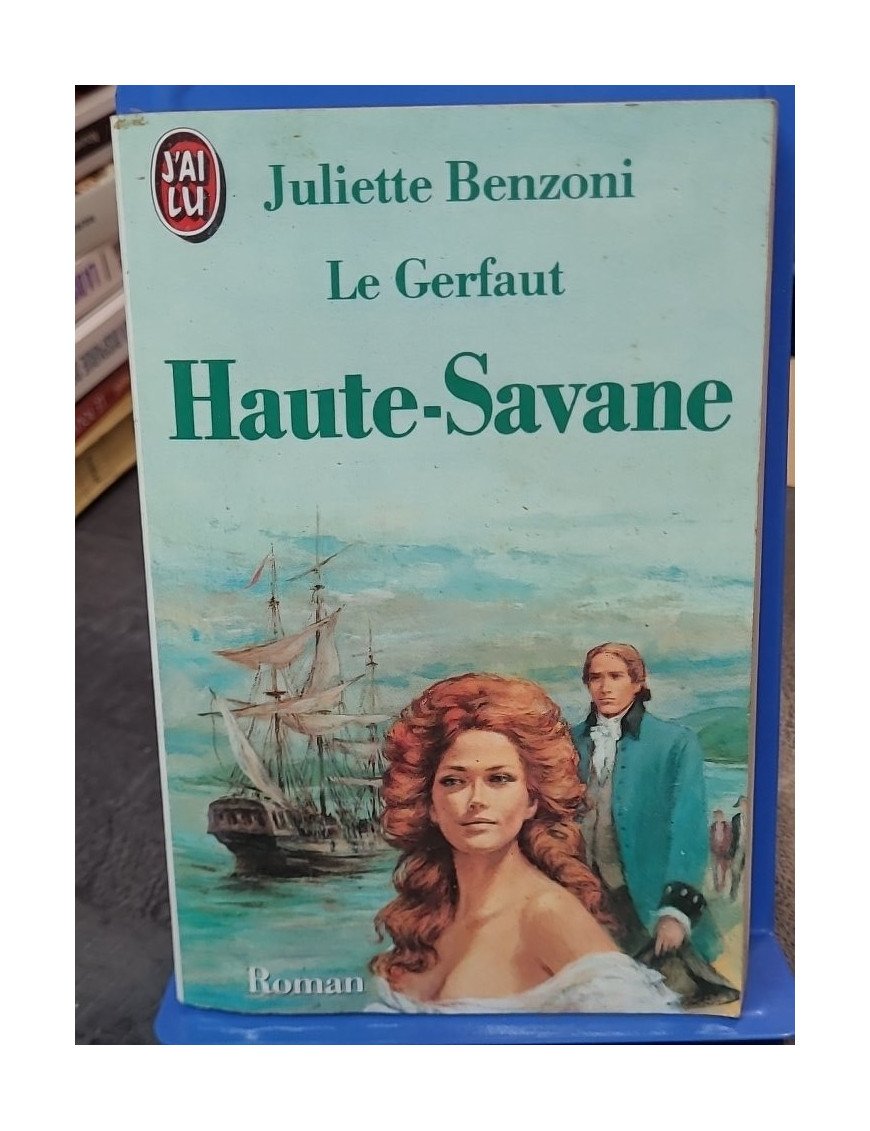 J'AI
LU
Juliette Benzoni
Le Gerfaut
Haute-Savane
Roman